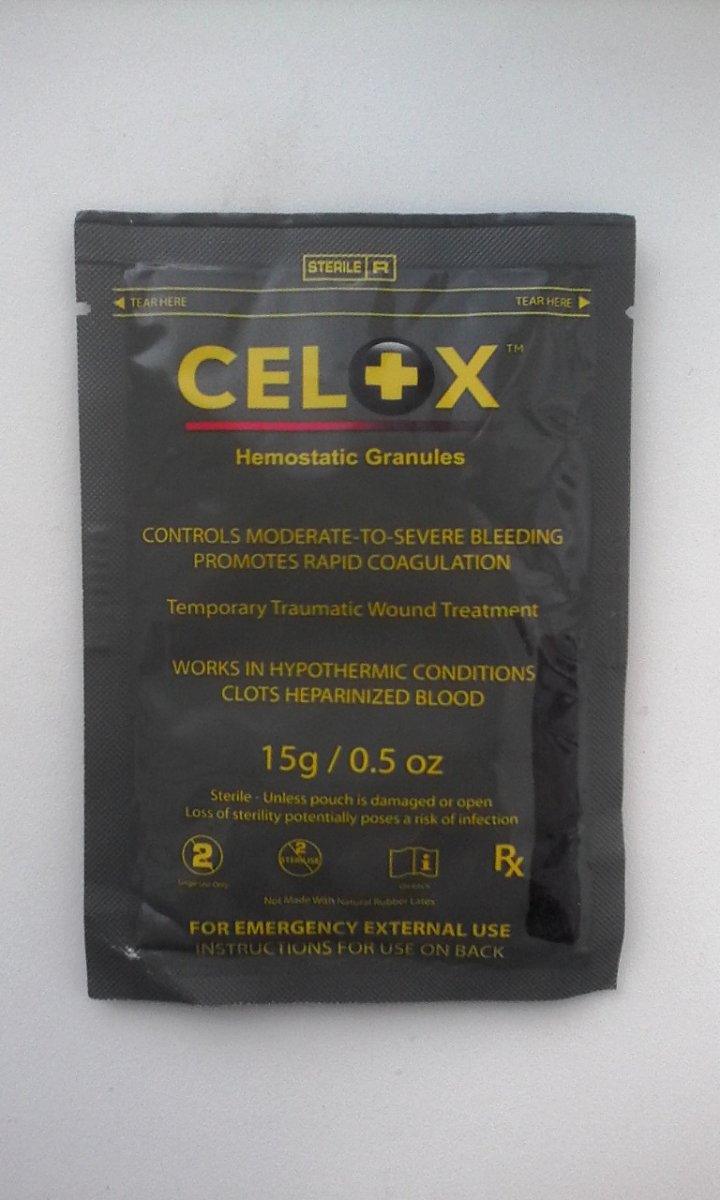 STERILE R
TEAR HERE TEAR HERE
CELOX™
Hemostatic Granules
CONTROLS MODERATE-TO-SEVERE BLEEDING
PROMOTES RAPID COAGULATION
Temporary Traumatic Wound Treatment
WORKS IN HYPOTHERMIC CONDITIONS
CLOTS HEPARINIZED BLOOD
15g / 0.5 oz
Sterile - Unless pouch is damaged or open
Loss of sterility potentially poses a risk of infection
2 2 i Rx
STERILISE
Single Use Only
Not Made With Natural Rubber Latex
FOR EMERGENCY EXTERNAL USE
INSTRUCTIONS FOR USE ON BACK